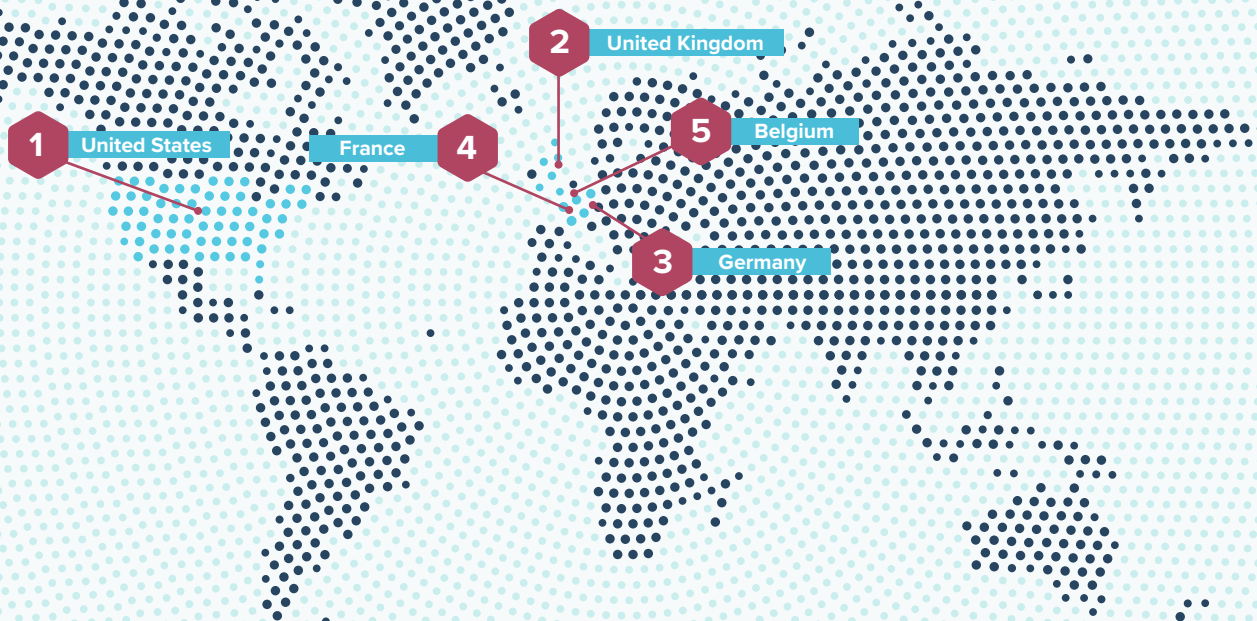 1 United States
2 United Kingdom
3 Germany
4 France
5 Belgium